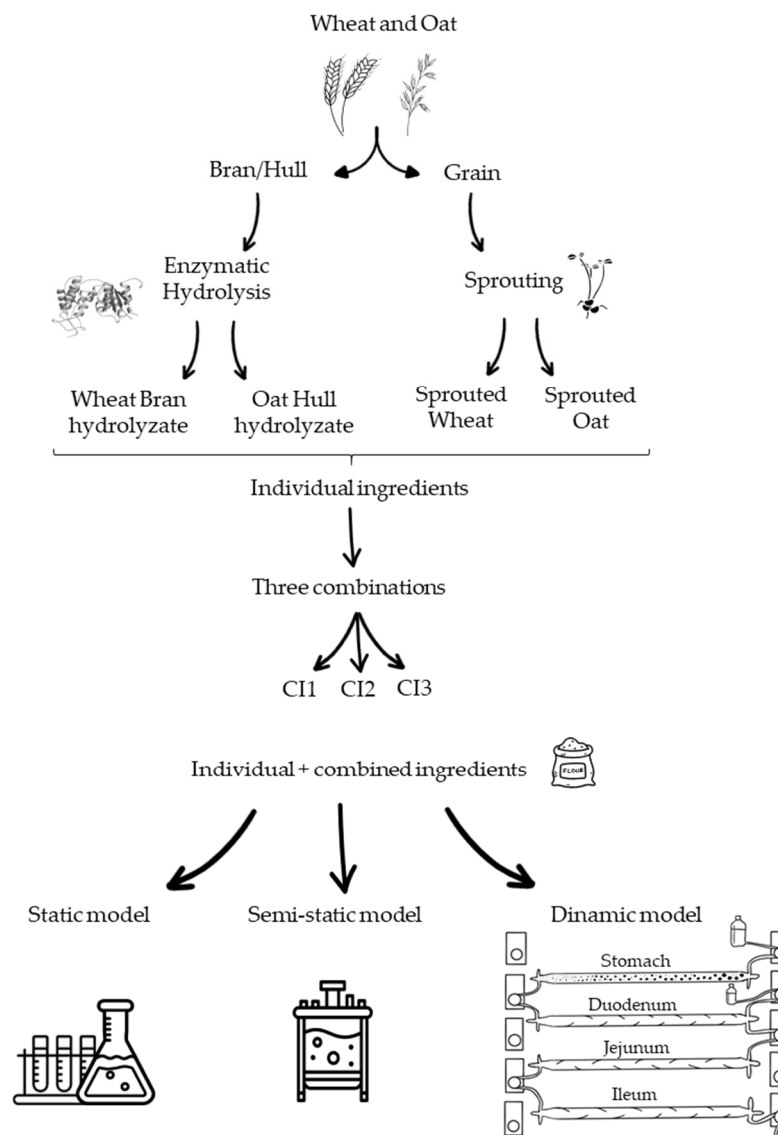 Wheat and Oat
Bran/Hull
Grain
Enzymatic
Hydrolysis
Sprouting
Wheat Bran
hydrolyzate
Oat Hull
hydrolyzate
Sprouted
Wheat
Sprouted
Oat
Individual ingredients
Three combinations
CI1
CI2
CI3
Individual + combined ingredients
FLOUR
Static model
Semi-static model
Dinamic model
Stomach
Duodenum
Jejunum
Ileum